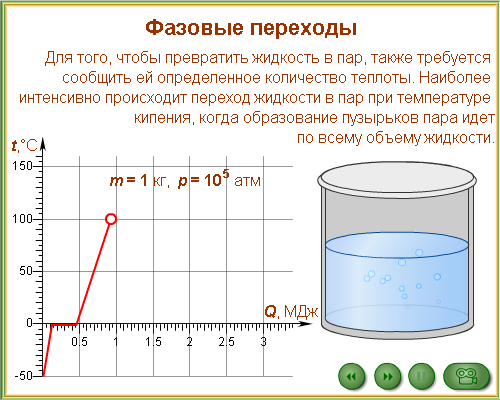 Фазовые переходы
Для того, чтобы превратить жидкость в пар, также требуется
сообщить ей определенное количество теплоты. Наиболее
интенсивно происходит переход жидкости в пар при температуре
кипения, когда образование пузырьков пара идет
по всему объему жидкости.
t,°C
150
m = 1 кг, p = 10⁵ атм
100
50
Q, МДж
0
0.5 1 1.5 2 2.5 3
-50